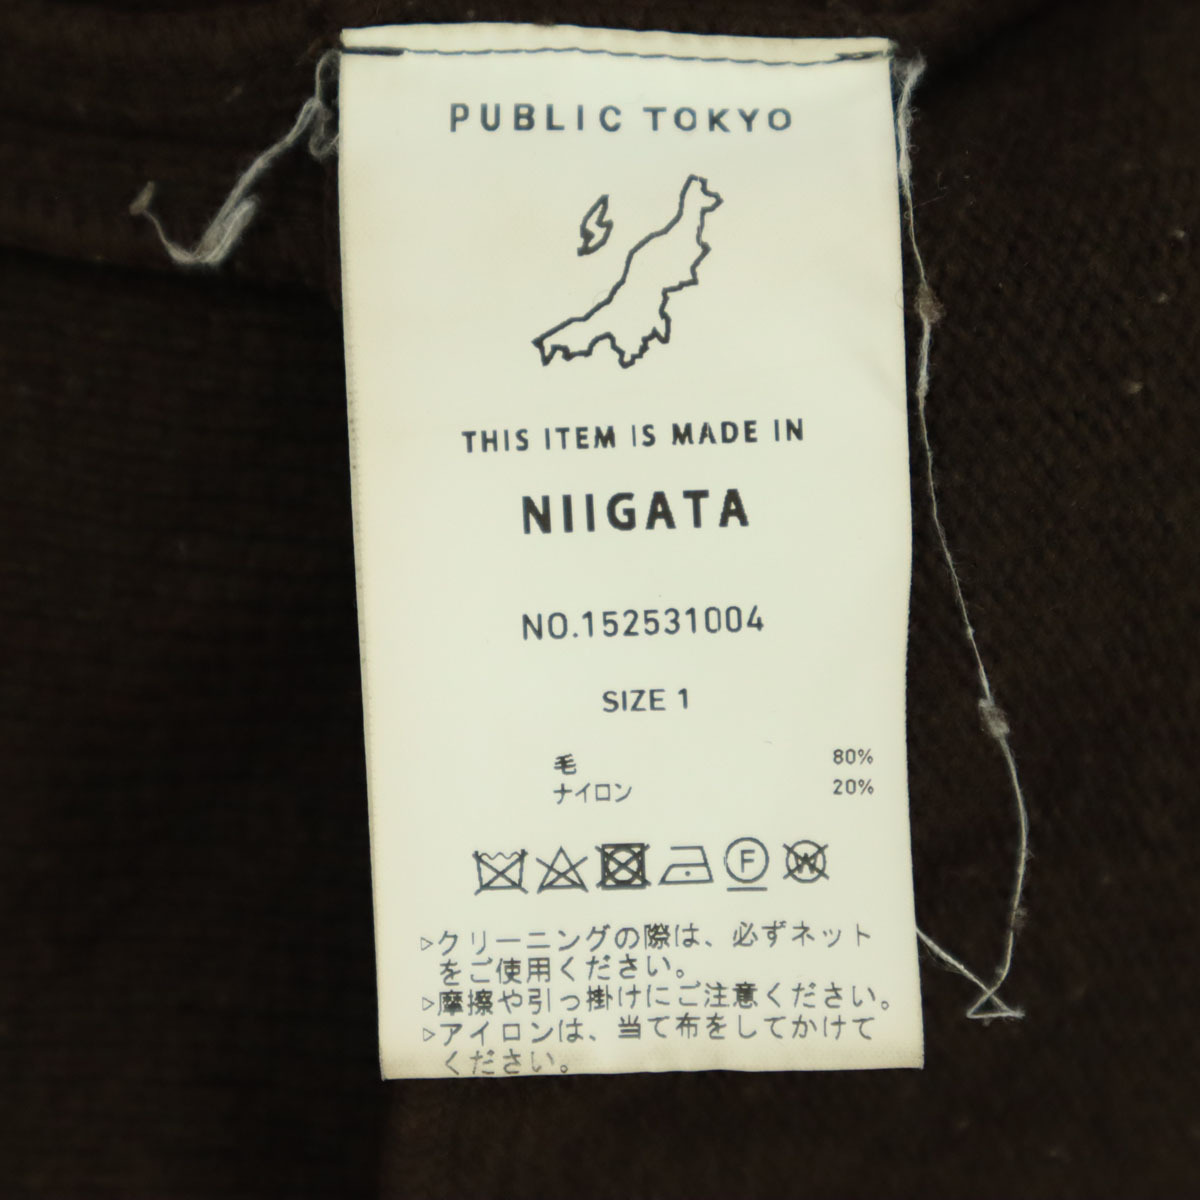 PUBLIC TOKYO
THIS ITEM IS MADE IN
NIIGATA
NO.152531004
SIZE 1
毛 80%
ナイロン 20%
F W
▷クリーニングの際は、必ずネット
をご使用ください。
▷摩擦や引っ掛けにご注意ください。
▷アイロンは、当て布をしてかけて
ください。